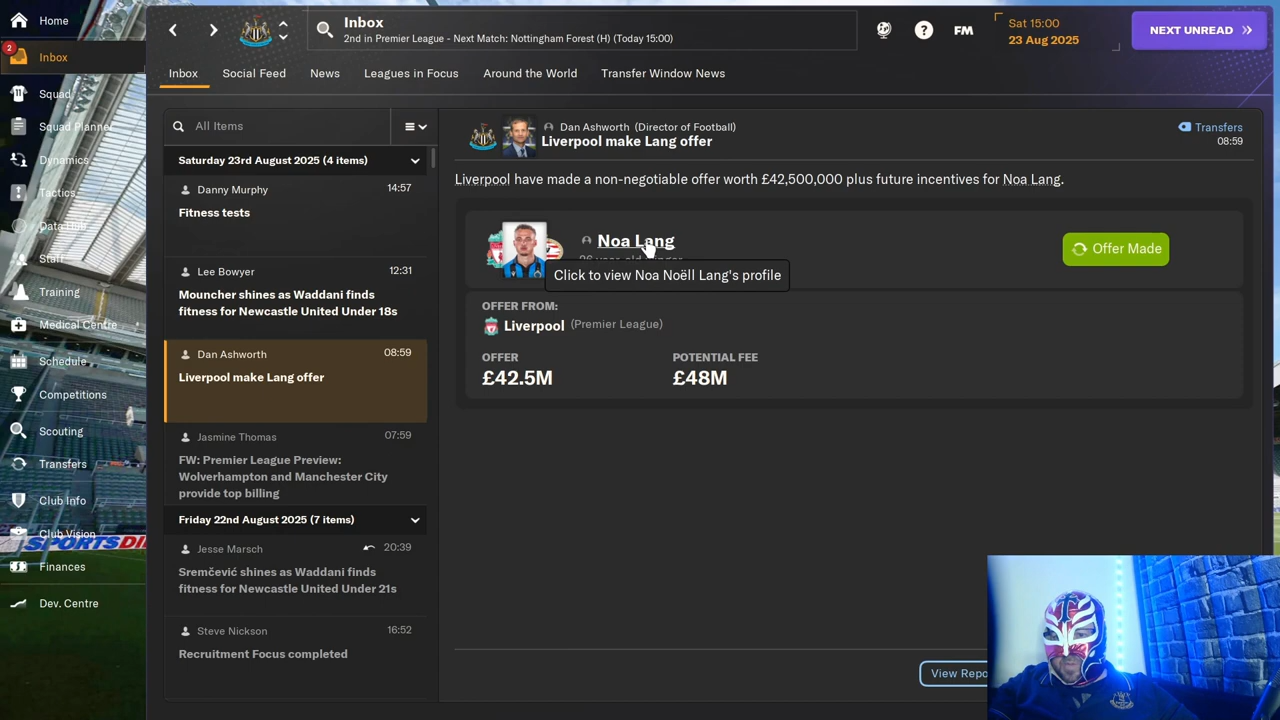 Home
2
Inbox
Squad
Squad Planner
Dynamics
Tactics
Data Hub
Staff
Training
Medical Centre
Schedule
Competitions
Scouting
Transfers
Club Info
Club Vision
SPORTSDI
Finances
Dev. Centre
Inbox
2nd in Premier League - Next Match: Nottingham Forest (H) (Today 15:00)
FM
Sat 15:00
23 Aug 2025
NEXT UNREAD
Inbox
Social Feed
News
Leagues in Focus
Around the World
Transfer Window News
All Items
Saturday 23rd August 2025 (4 items)
Danny Murphy
14:57
Fitness tests
Lee Bowyer
12:31
Mouncher shines as Waddani finds
fitness for Newcastle United Under 18s
Dan Ashworth
08:59
Liverpool make Lang offer
Jasmine Thomas
07:59
FW: Premier League Preview:
Wolverhampton and Manchester City
provide top billing
Friday 22nd August 2025 (7 items)
Jesse Marsch
20:39
Sremčević shines as Waddani finds
fitness for Newcastle United Under 21s
Steve Nickson
16:52
Recruitment Focus completed
Dan Ashworth (Director of Football)
Liverpool make Lang offer
Transfers
08:59
Liverpool have made a non-negotiable offer worth £42,500,000 plus future incentives for Noa Lang.
Noa Lang
Offer Made
Click to view Noa Noëll Lang's profile
OFFER FROM:
Liverpool (Premier League)
OFFER
POTENTIAL FEE
£42.5M
£48M
View Repo